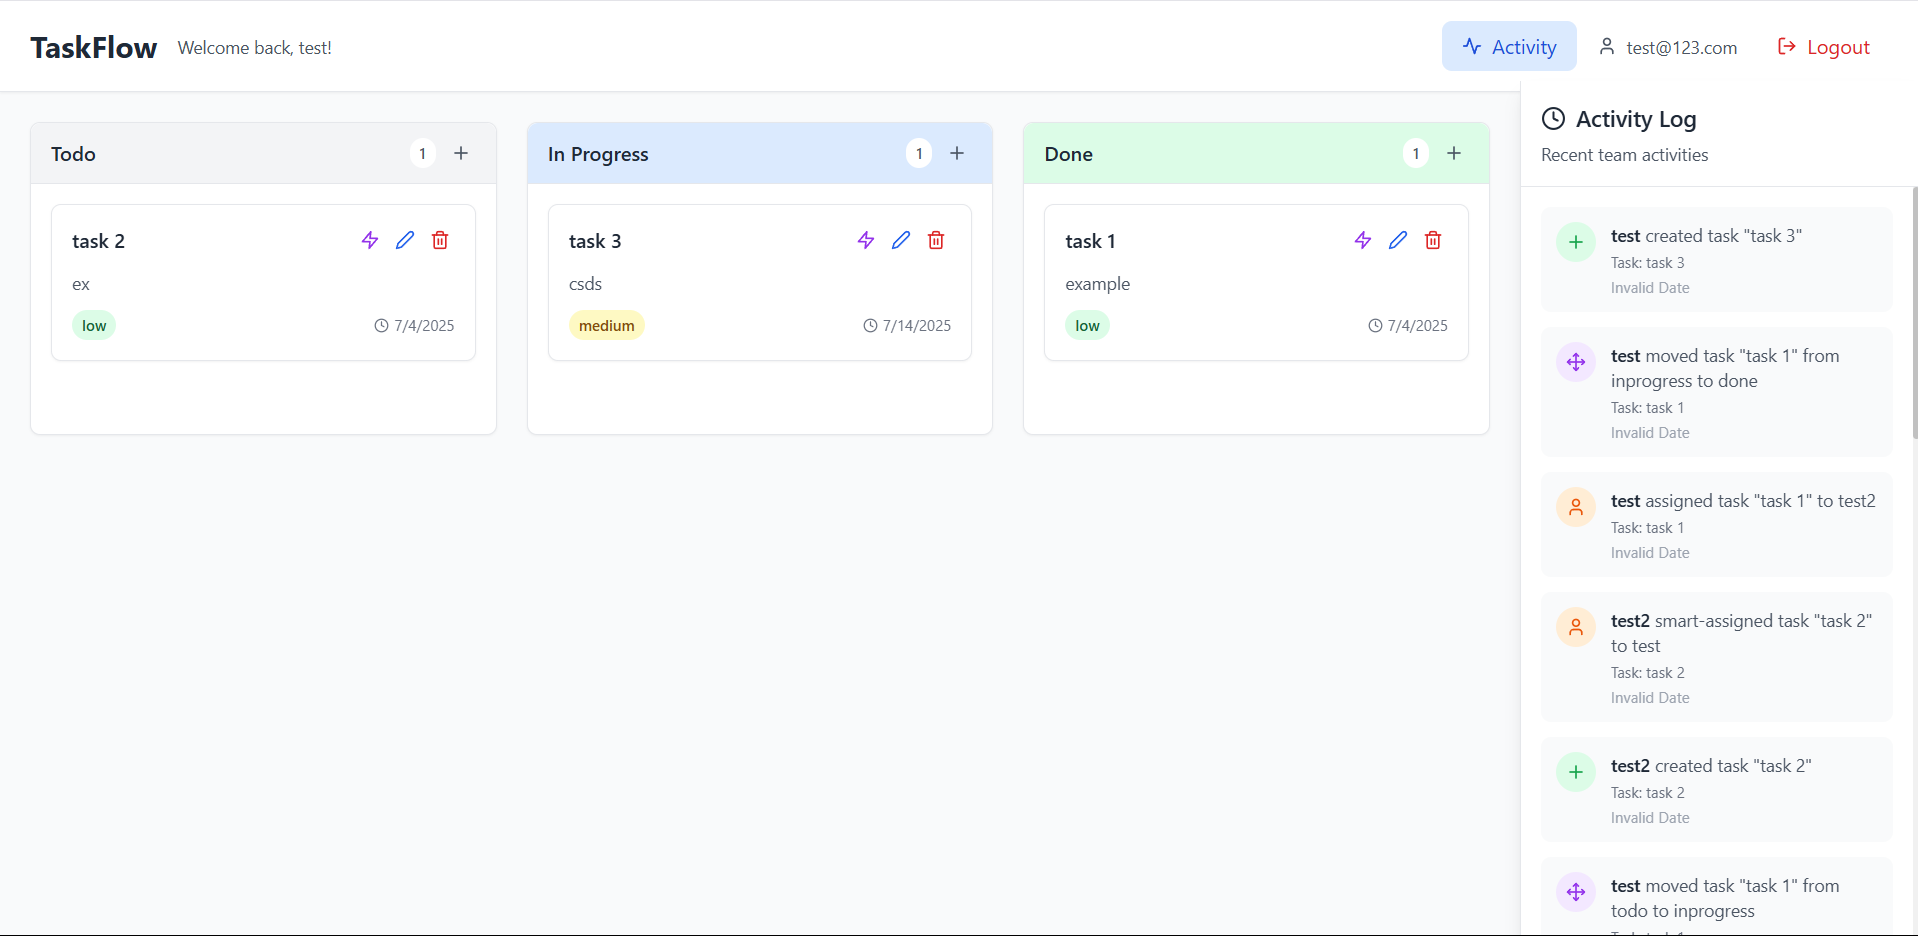 TaskFlow Welcome back, test! Activity test@123.com Logout
Todo 1
task 2
ex
low 7/4/2025
In Progress 1
task 3
csds
medium 7/14/2025
Done 1
task 1
example
low 7/4/2025
Activity Log
Recent team activities
test created task "task 3"
Task: task 3
Invalid Date
test moved task "task 1" from
inprogress to done
Task: task 1
Invalid Date
test assigned task "task 1" to test2
Task: task 1
Invalid Date
test2 smart-assigned task "task 2"
to test
Task: task 2
Invalid Date
test2 created task "task 2"
Task: task 2
Invalid Date
test moved task "task 1" from
todo to inprogress